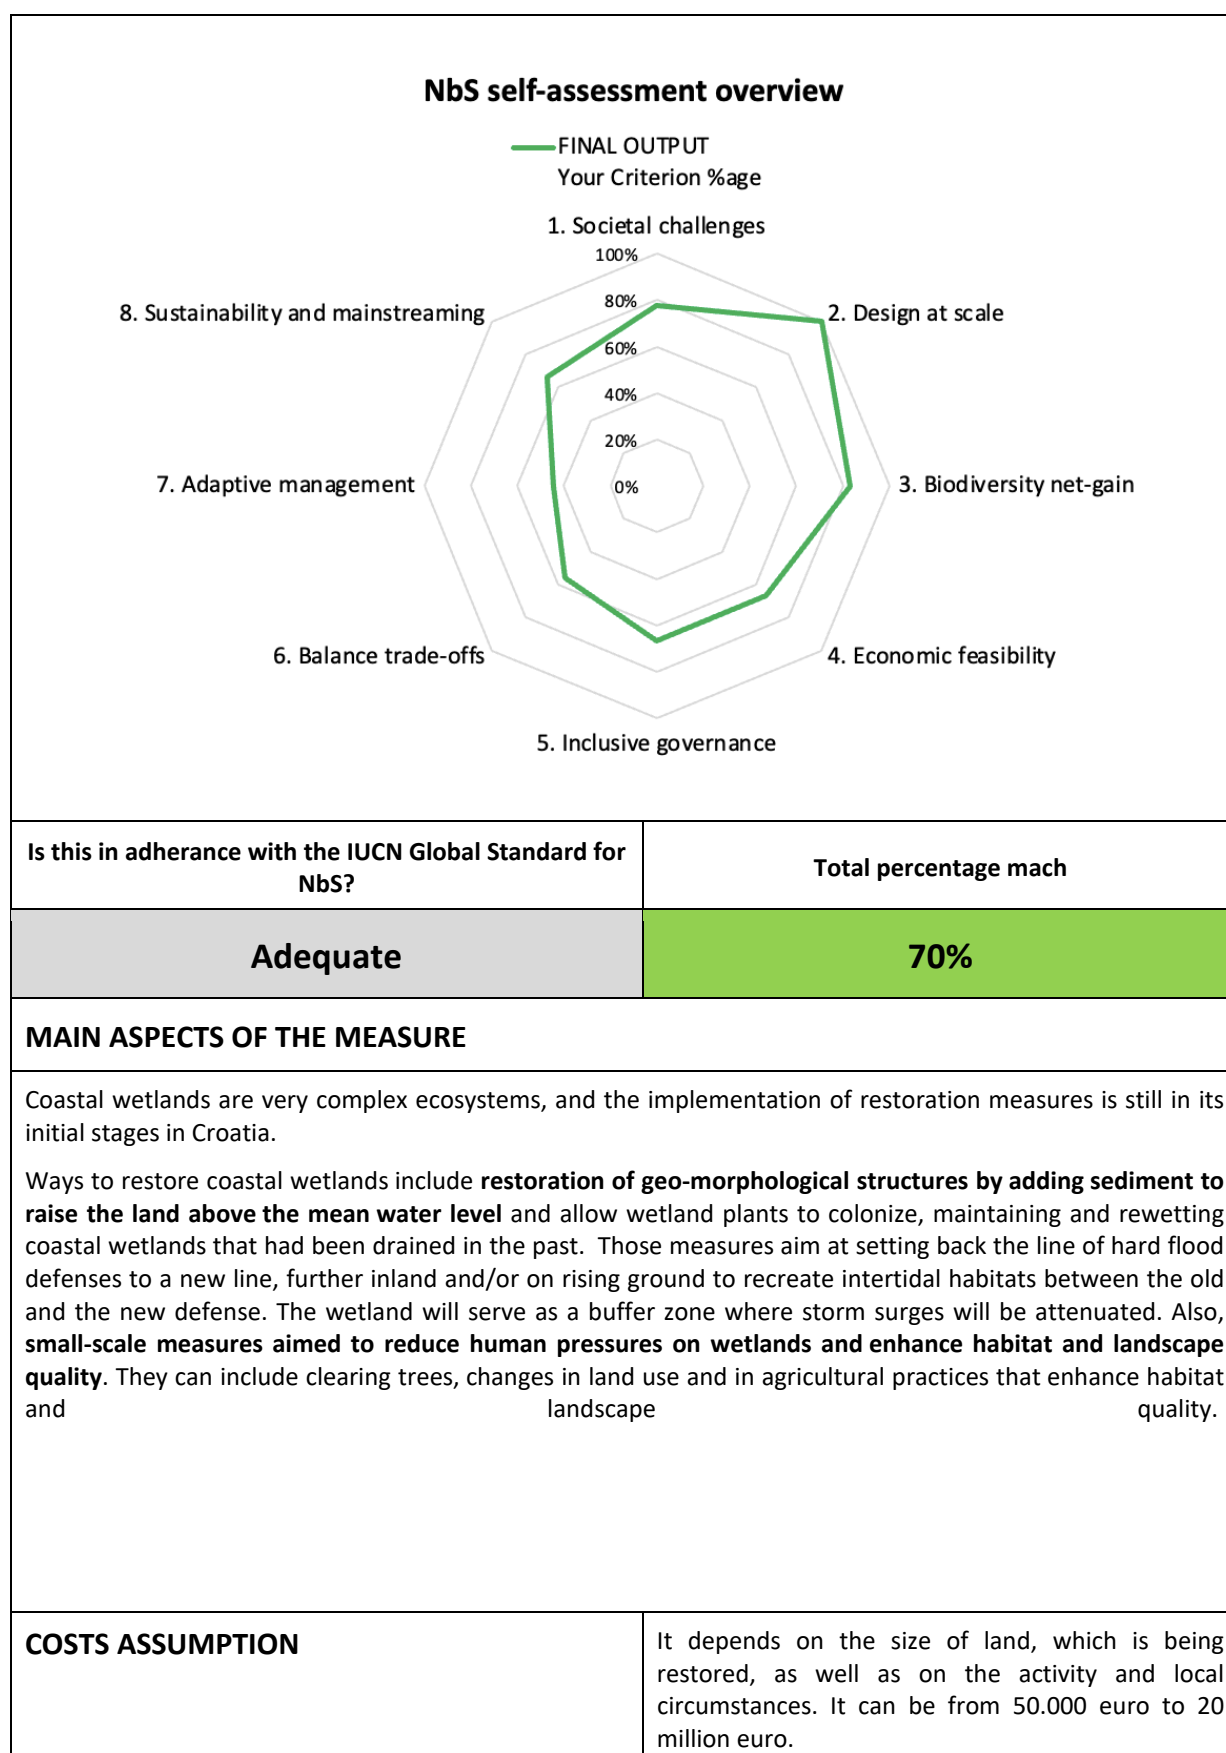 NbS self-assessment overview
FINAL OUTPUT
Your Criterion %age
1. Societal challenges
100%
80%
60%
40%
20%
0%
2. Design at scale
3. Biodiversity net-gain
4. Economic feasibility
5. Inclusive governance
6. Balance trade-offs
7. Adaptive management
8. Sustainability and mainstreaming
Is this in adherance with the IUCN Global Standard for
NbS?
Total percentage mach
Adequate
70%
MAIN ASPECTS OF THE MEASURE
Coastal wetlands are very complex ecosystems, and the implementation of restoration measures is still in its
initial stages in Croatia.
Ways to restore coastal wetlands include restoration of geo-morphological structures by adding sediment to
raise the land above the mean water level and allow wetland plants to colonize, maintaining and rewetting
coastal wetlands that had been drained in the past. Those measures aim at setting back the line of hard flood
defenses to a new line, further inland and/or on rising ground to recreate intertidal habitats between the old
and the new defense. The wetland will serve as a buffer zone where storm surges will be attenuated. Also,
small-scale measures aimed to reduce human pressures on wetlands and enhance habitat and landscape
quality. They can include clearing trees, changes in land use and in agricultural practices that enhance habitat
and landscape quality.
COSTS ASSUMPTION
It depends on the size of land, which is being
restored, as well as on the activity and local
circumstances. It can be from 50.000 euro to 20
million euro.